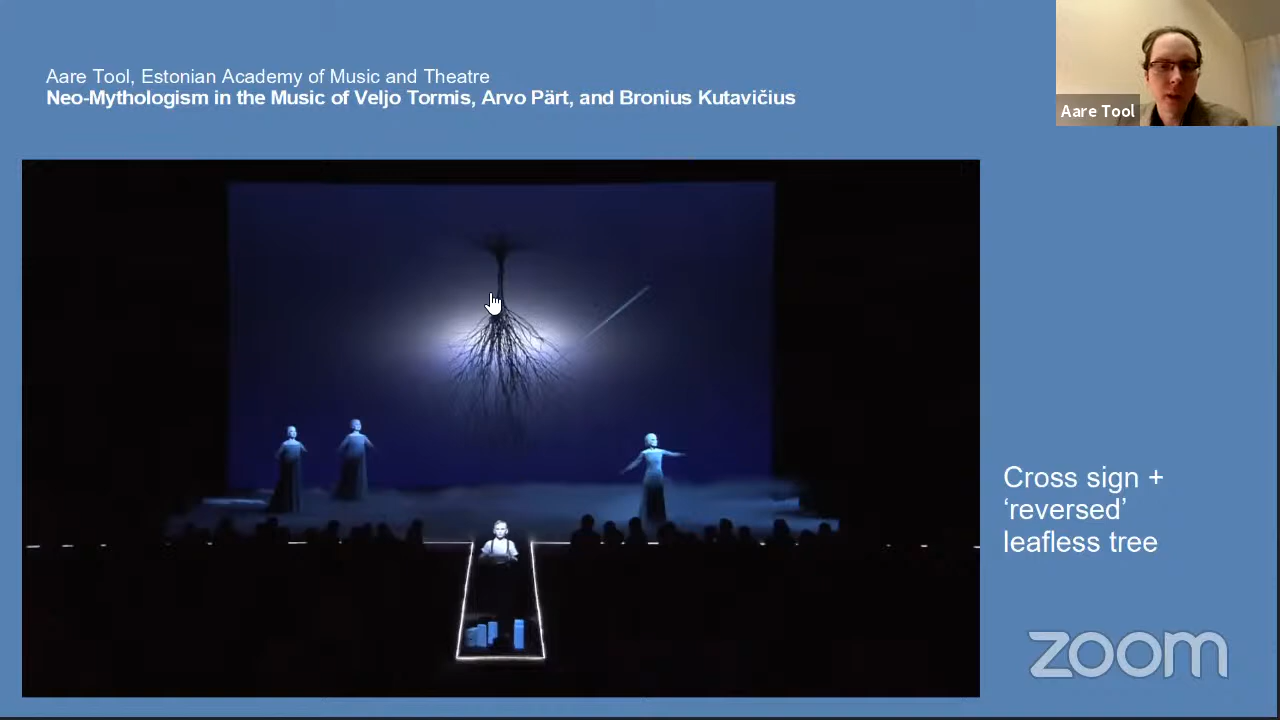 Aare Tool, Estonian Academy of Music and Theatre
Neo-Mythologism in the Music of Veljo Tormis, Arvo Pärt, and Bronius Kutavičius
Aare Tool
Cross sign +
‘reversed’
leafless tree
zoom